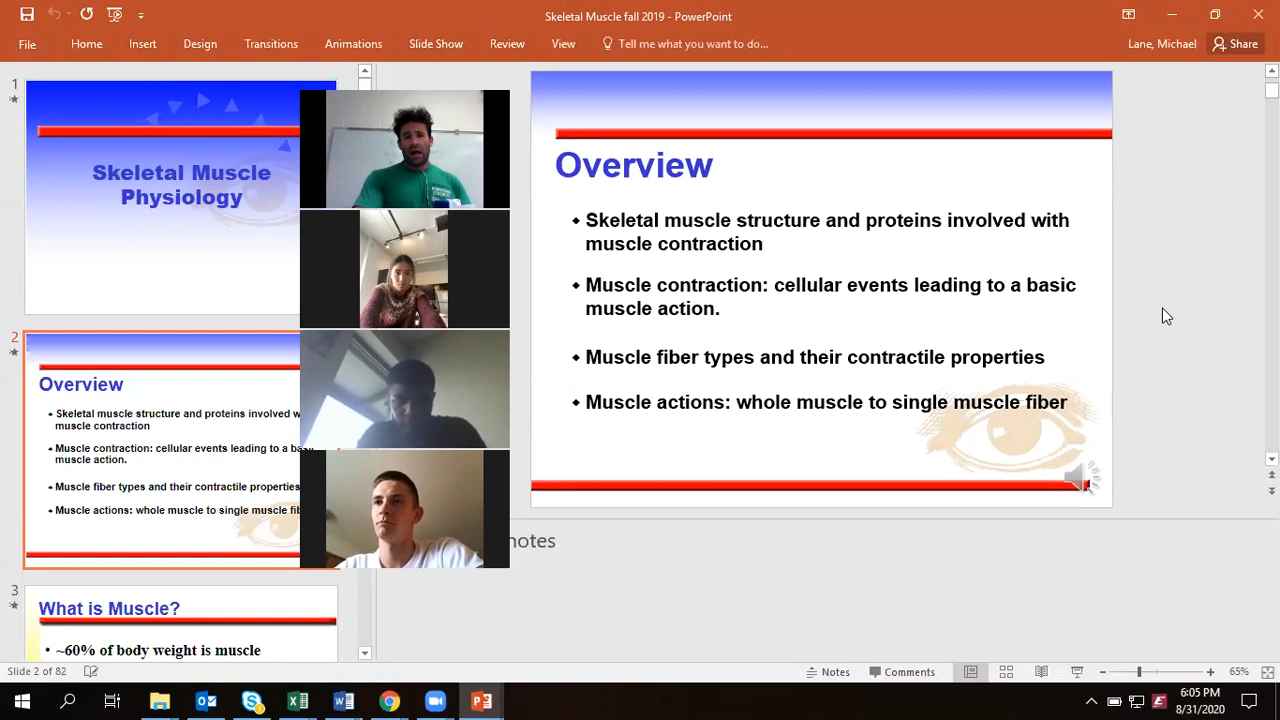 Skeletal Muscle fall 2019 - PowerPoint
File Home Insert Design Transitions Animations Slide Show Review View Tell me what you want to do... Lane, Michael Share
1
Skeletal Muscle
Physiology
2
Overview
Skeletal muscle structure and proteins involved w
muscle contraction
Muscle contraction: cellular events leading to a bas
muscle action.
Muscle fiber types and their contractile properties
Muscle actions: whole muscle to single muscle fib
3
What is Muscle?
• ~60% of body weight is muscle
Overview
Skeletal muscle structure and proteins involved with
muscle contraction
Muscle contraction: cellular events leading to a basic
muscle action.
Muscle fiber types and their contractile properties
Muscle actions: whole muscle to single muscle fiber
notes
Slide 2 of 82 Notes Comments 65%
6:05 PM
8/31/2020